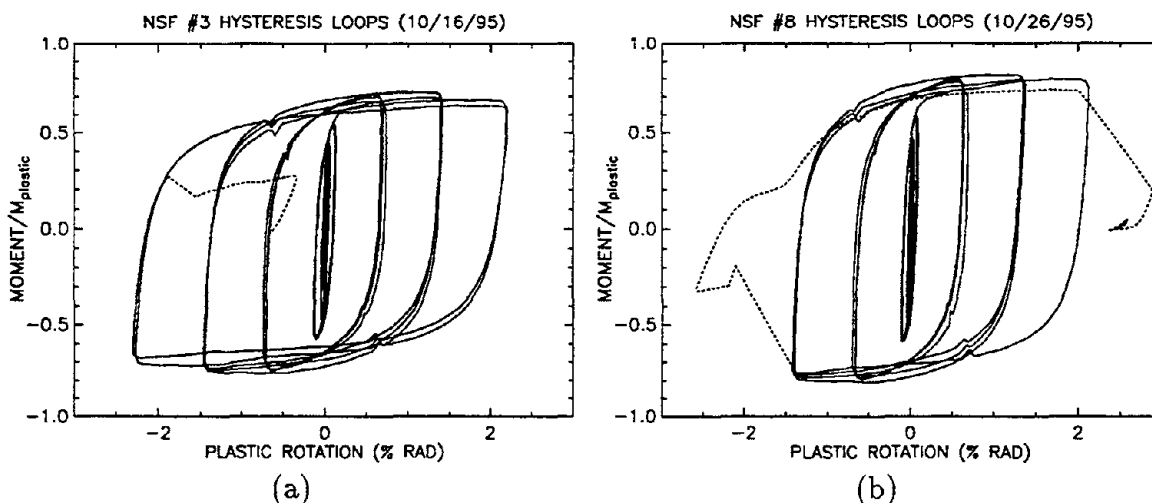 NSF #3 HYSTERESIS LOOPS (10/16/95)
1.0
0.5
0.0
−0.5
−1.0
MOMENT/Mplastic
−2
0
2
PLASTIC ROTATION (% RAD)
(a)
NSF #8 HYSTERESIS LOOPS (10/26/95)
1.0
0.5
0.0
−0.5
−1.0
MOMENT/Mplastic
−2
0
2
PLASTIC ROTATION (% RAD)
(b)